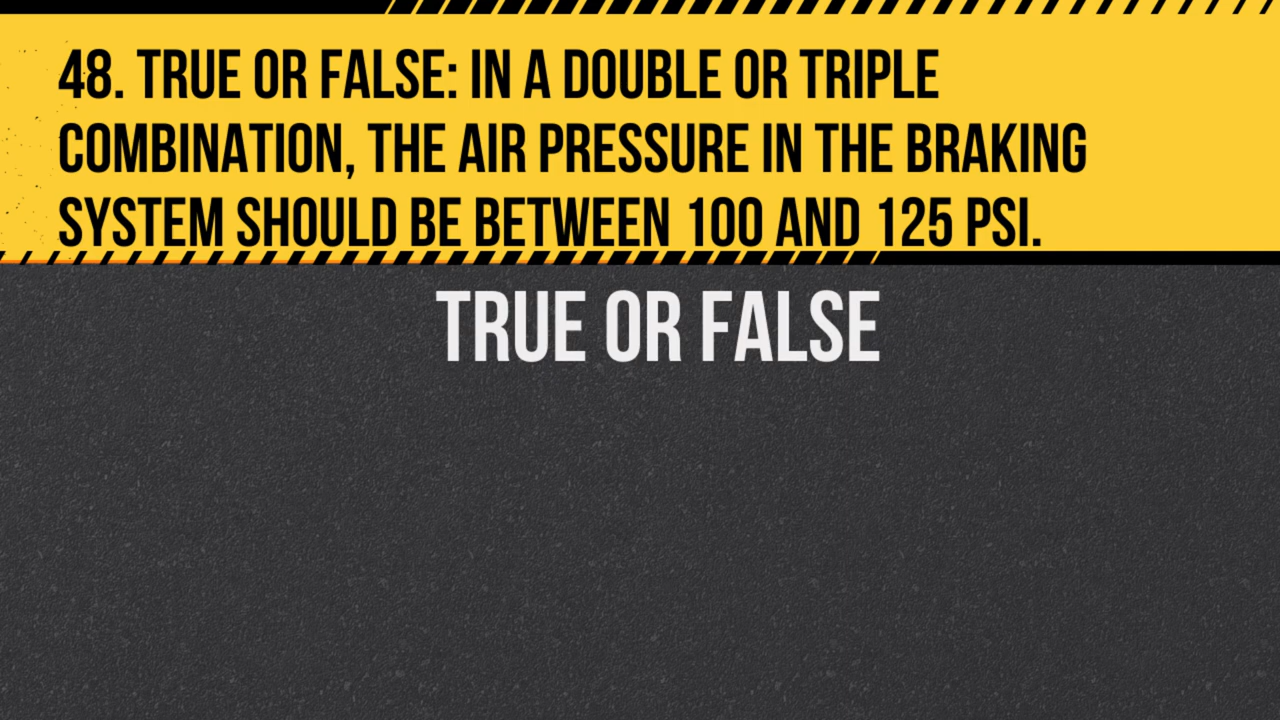 48. TRUE OR FALSE: IN A DOUBLE OR TRIPLE
COMBINATION, THE AIR PRESSURE IN THE BRAKING
SYSTEM SHOULD BE BETWEEN 100 AND 125 PSI.
TRUE OR FALSE